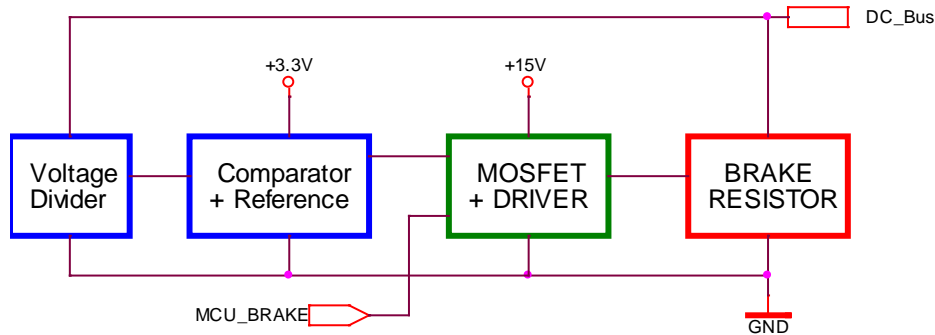 DC_Bus
+3.3V
+15V
Voltage
Divider
Comparator
+ Reference
MOSFET
+ DRIVER
BRAKE
RESISTOR
MCU_BRAKE
GND